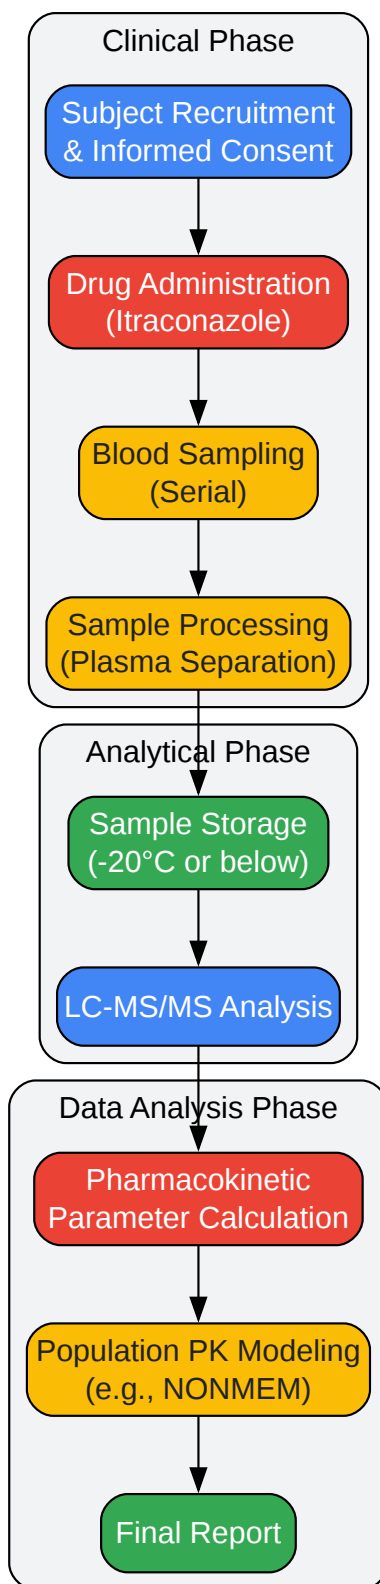 Clinical Phase
Subject Recruitment
& Informed Consent
Drug Administration
(Itraconazole)
Blood Sampling
(Serial)
Sample Processing
(Plasma Separation)
Analytical Phase
Sample Storage
(-20°C or below)
LC-MS/MS Analysis
Data Analysis Phase
Pharmacokinetic
Parameter Calculation
Population PK Modeling
(e.g., NONMEM)
Final Report